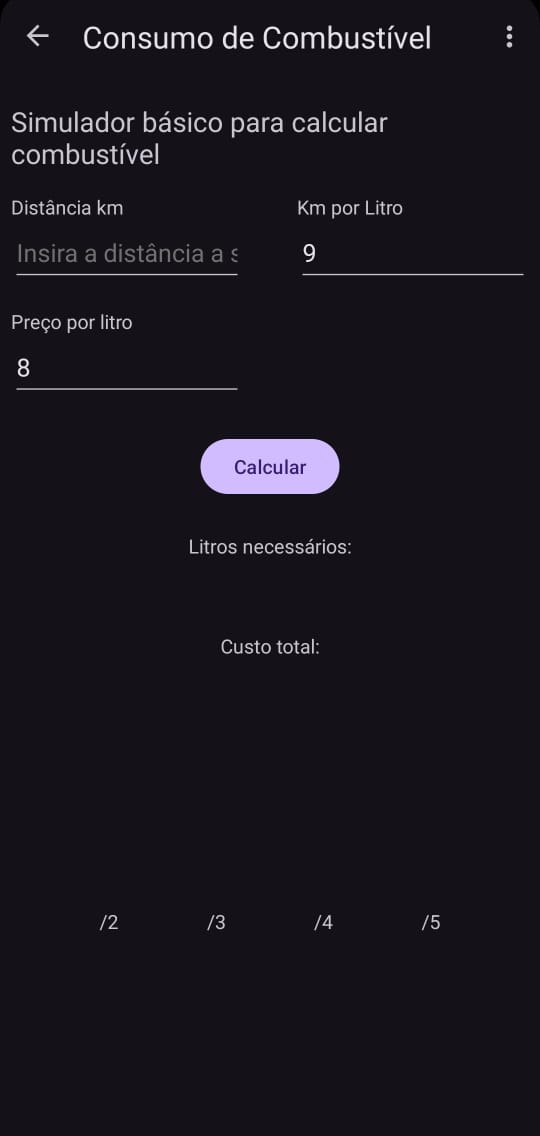 Consumo de Combustível
Simulador básico para calcular
combustível
Distância km
Km por Litro
Insira a distância a s
9
Preço por litro
8
Calcular
Litros necessários:
Custo total:
/2 /3 /4 /5